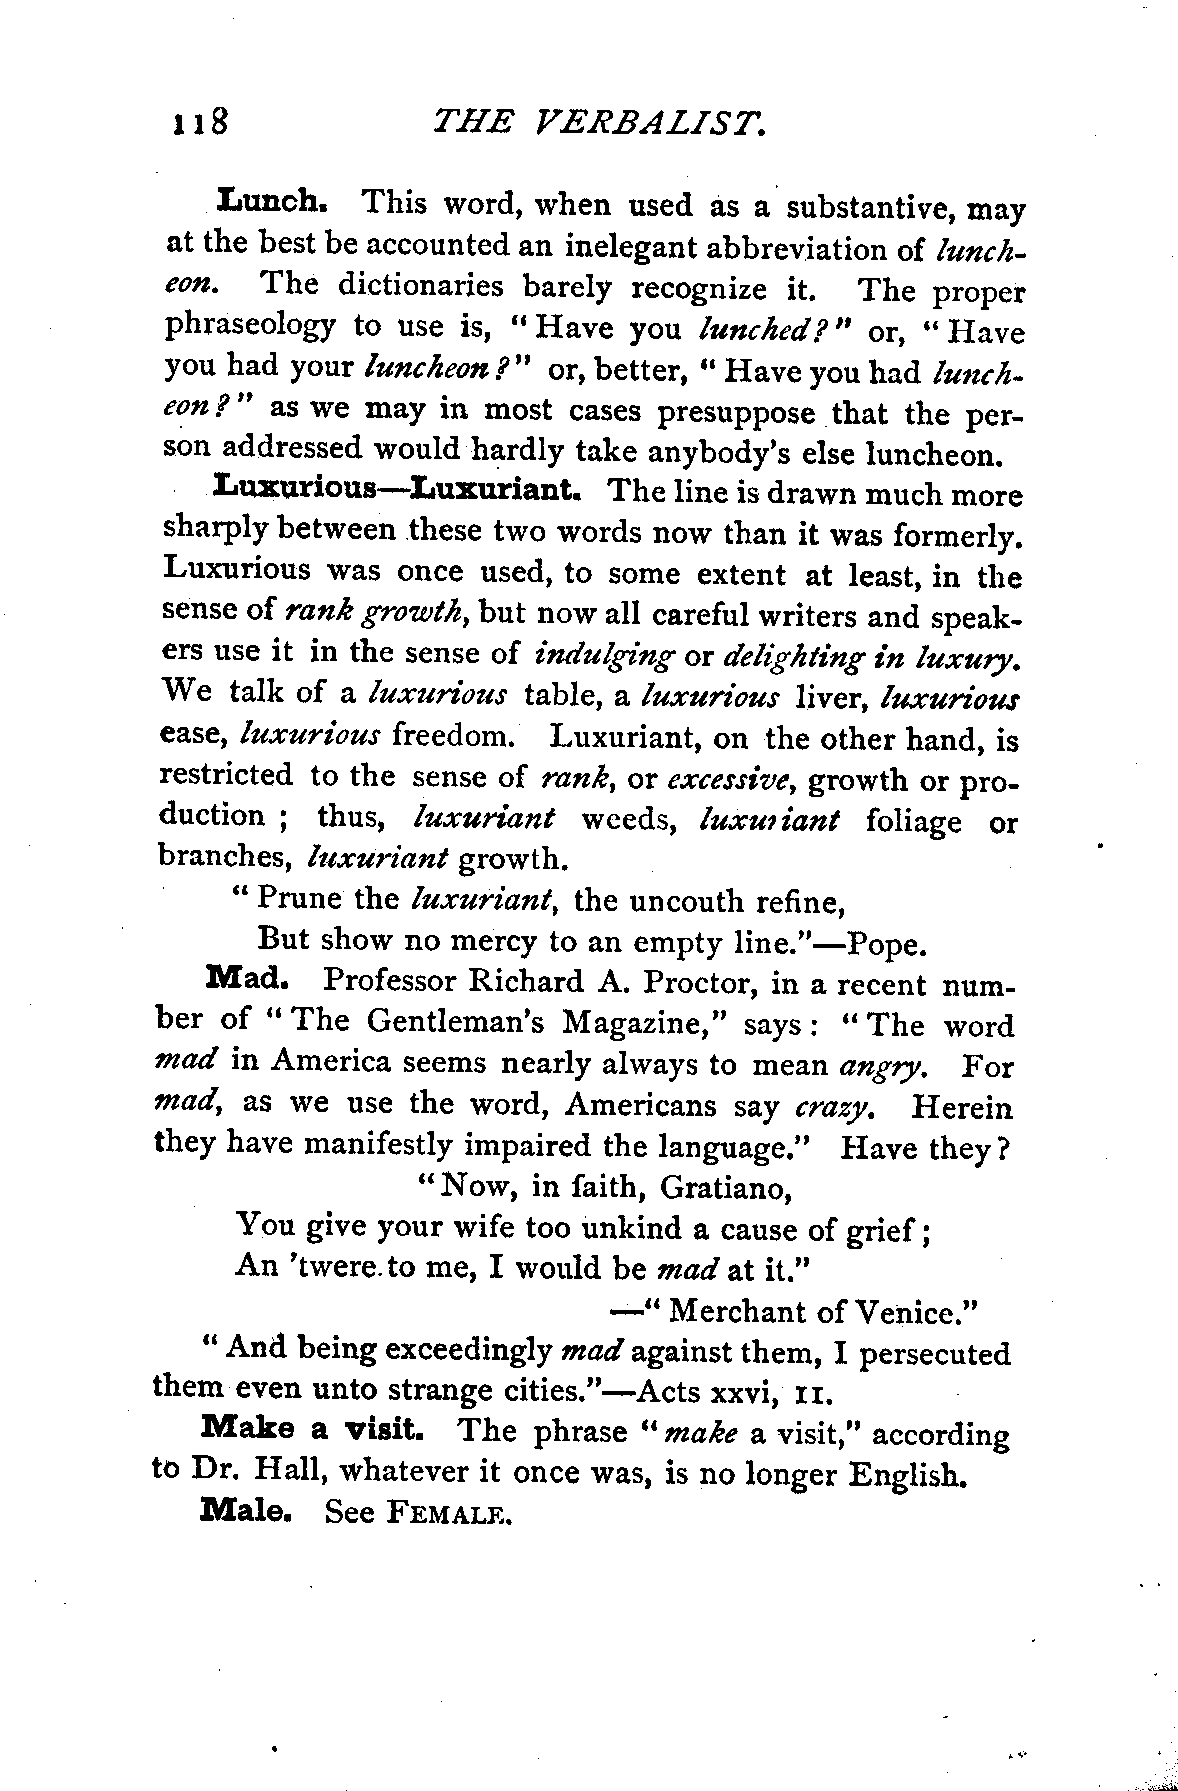 118 THE VERBALIST.
Lunch. This word, when used as a substantive, may
at the best be accounted an inelegant abbreviation of lunch-
eon. The dictionaries barely recognize it. The proper
phraseology to use is, “Have you lunched?” or, “Have
you had your luncheon?” or, better, “Have you had lunch-
eon?” as we may in most cases presuppose that the per-
son addressed would hardly take anybody's else luncheon.
Luxurious—Luxuriant. The line is drawn much more
sharply between these two words now than it was formerly.
Luxurious was once used, to some extent at least, in the
sense of rank growth, but now all careful writers and speak-
ers use it in the sense of indulging or delighting in luxury.
We talk of a luxurious table, a luxurious liver, luxurious
ease, luxurious freedom. Luxuriant, on the other hand, is
restricted to the sense of rank, or excessive, growth or pro-
duction ; thus, luxuriant weeds, luxuriant foliage or
branches, luxuriant growth.
“Prune the luxuriant, the uncouth refine,
But show no mercy to an empty line.”—Pope.
Mad. Professor Richard A. Proctor, in a recent num-
ber of “The Gentleman's Magazine,” says : “The word
mad in America seems nearly always to mean angry. For
mad, as we use the word, Americans say crazy. Herein
they have manifestly impaired the language.” Have they?
“Now, in faith, Gratiano,
You give your wife too unkind a cause of grief ;
An 'twere to me, I would be mad at it.”
—“Merchant of Venice.”
“And being exceedingly mad against them, I persecuted
them even unto strange cities.”—Acts xxvi, 11.
Make a visit. The phrase “make a visit,” according
to Dr. Hall, whatever it once was, is no longer English.
Male. See FEMALE.